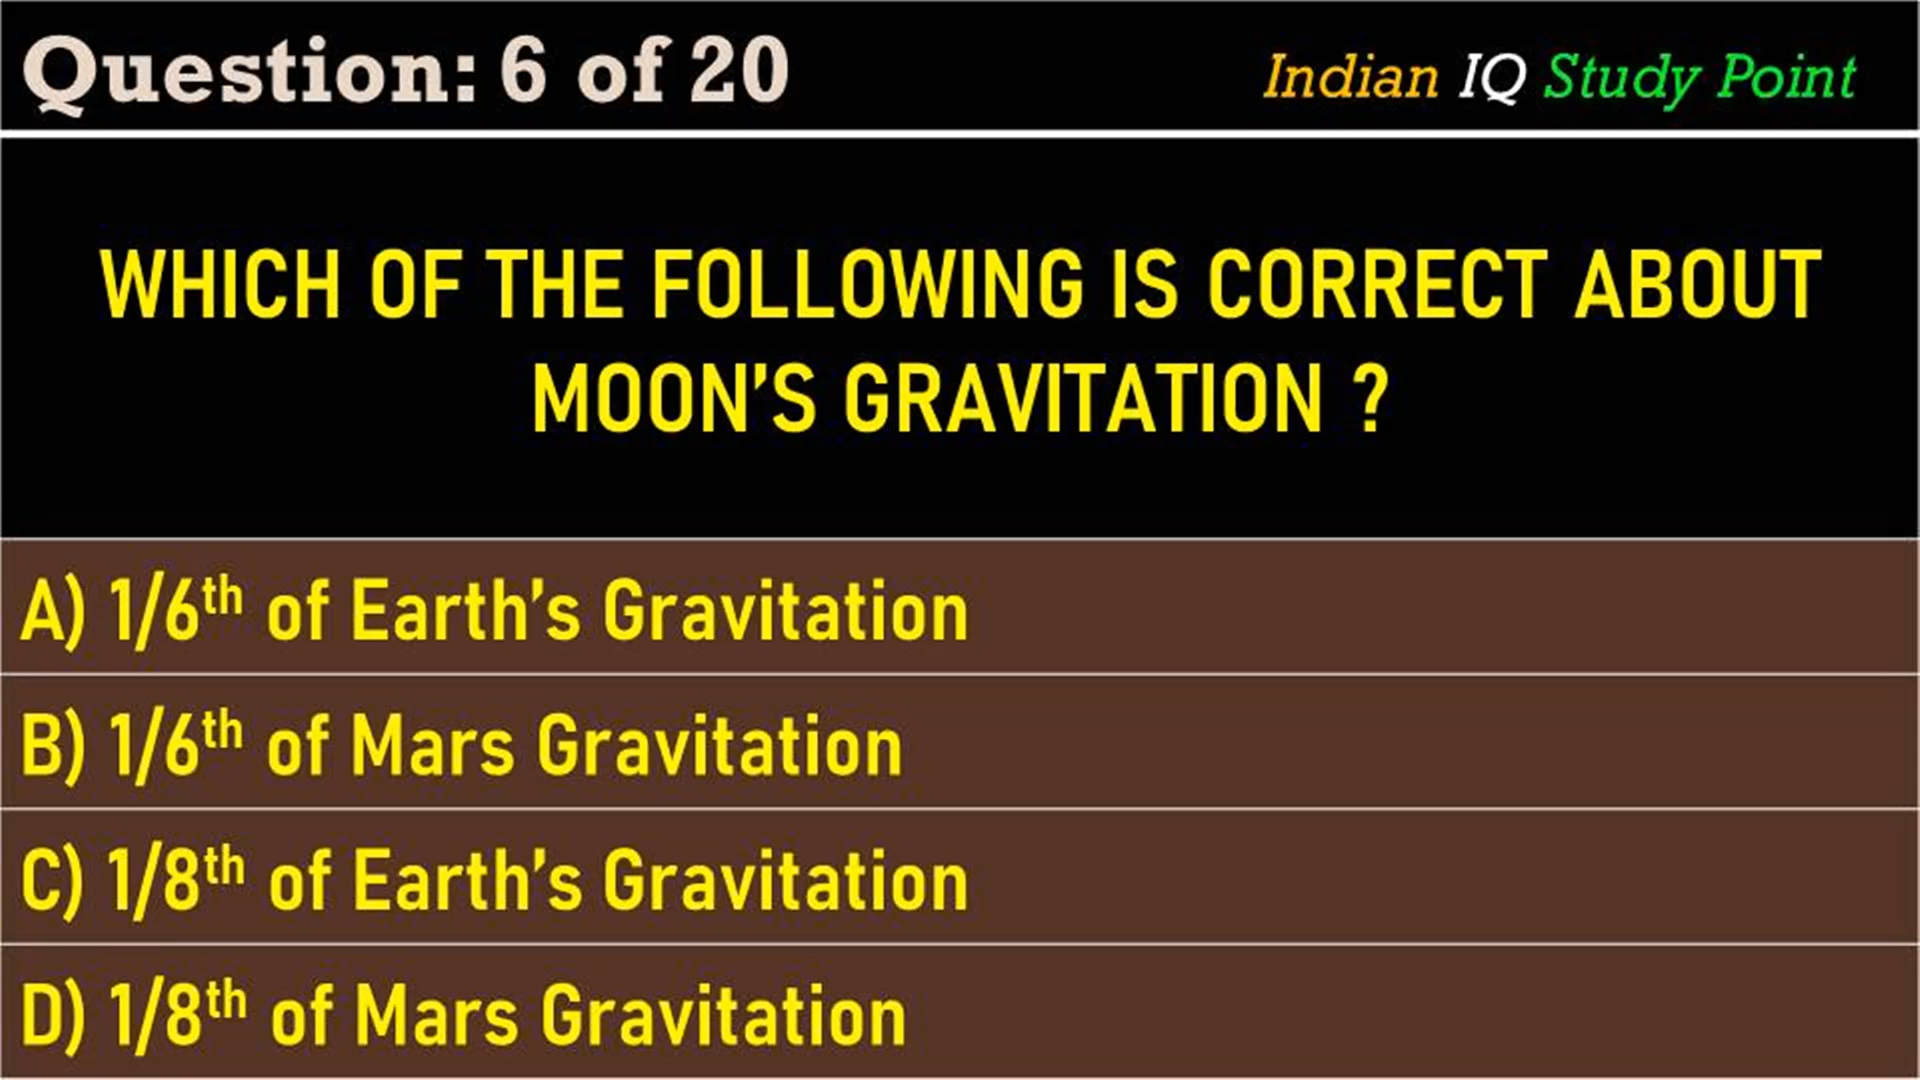 Question: 6 of 20
Indian IQ Study Point
WHICH OF THE FOLLOWING IS CORRECT ABOUT
MOON’S GRAVITATION ?
A) 1/6th of Earth’s Gravitation
B) 1/6th of Mars Gravitation
C) 1/8th of Earth’s Gravitation
D) 1/8th of Mars Gravitation